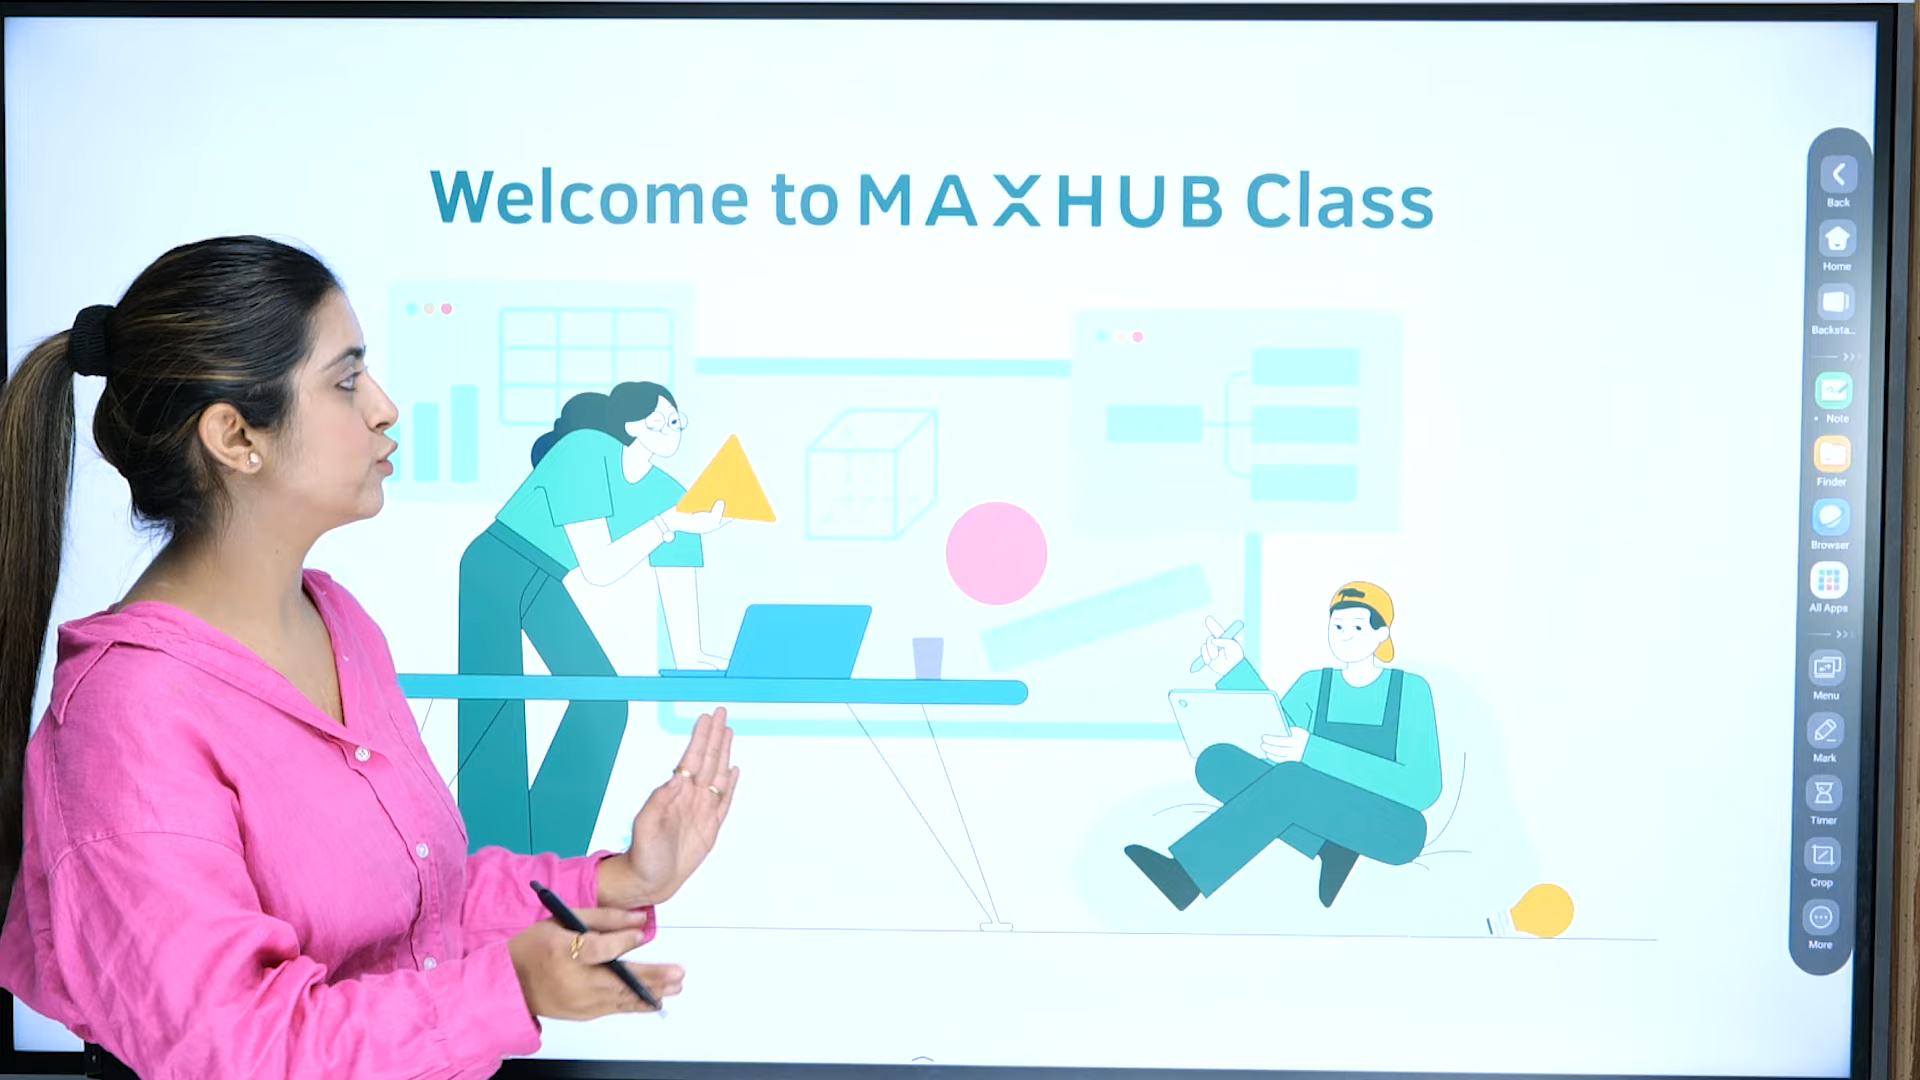 Welcome to MAXHUB Class
Back
Home
Backsta...
Note
Finder
Browser
All Apps
Menu
Mark
Timer
Crop
More